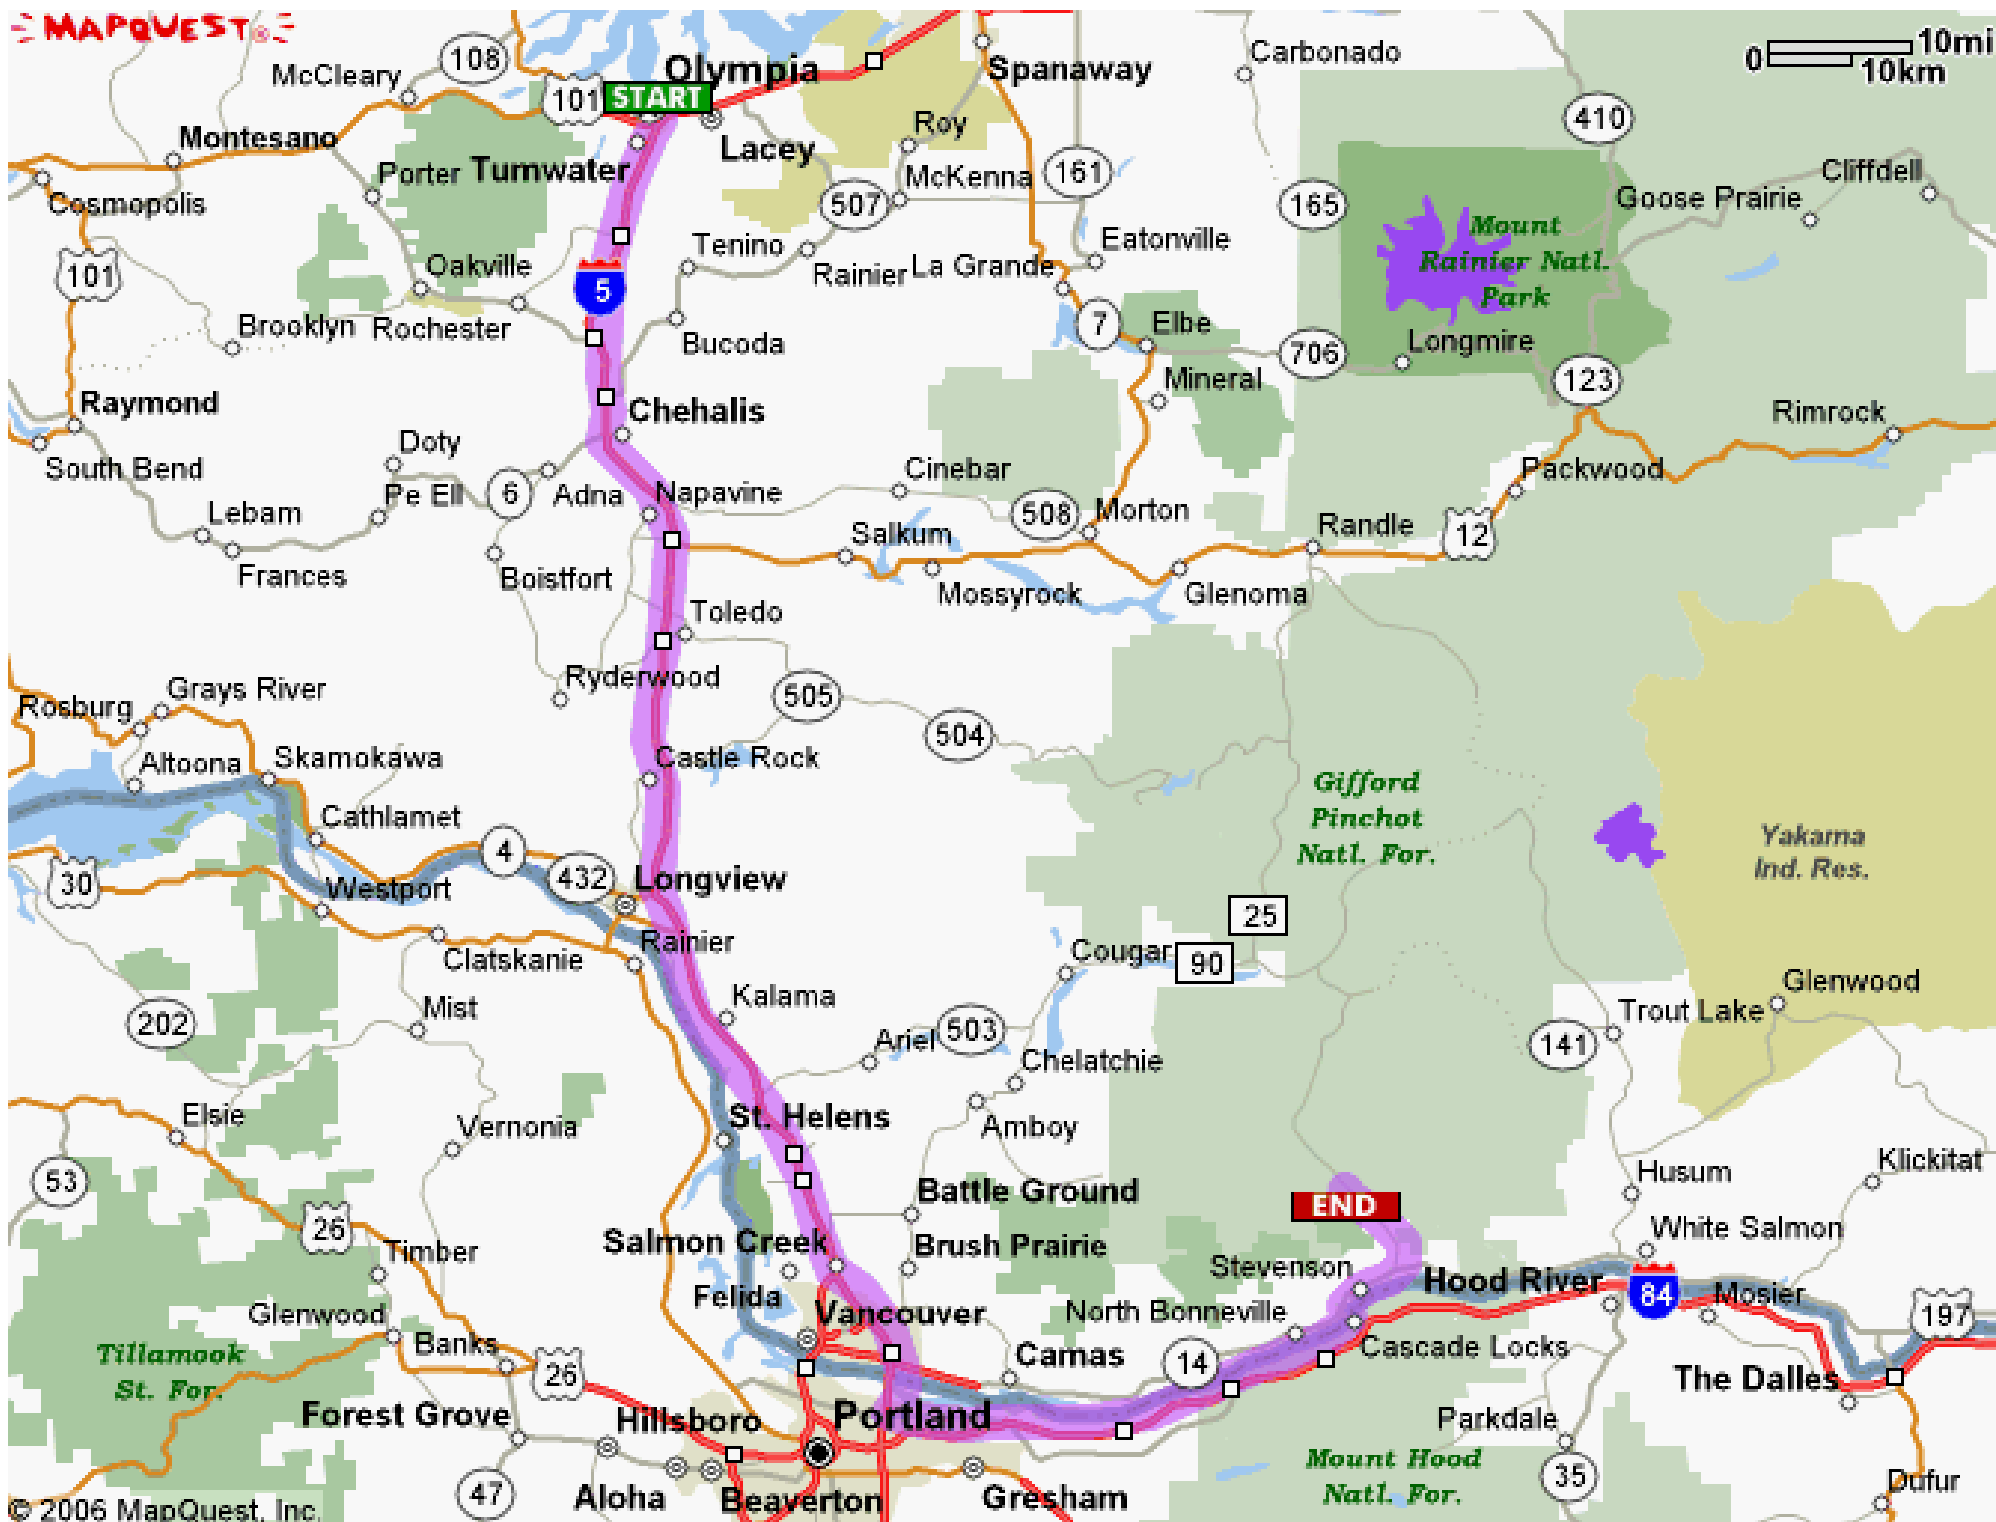 MAPQUEST®
108
McCleary
Olympia
Spanaway
Carbonado
0
10mi
10km
101
START
410
Montesano
Lacey
Roy
Porter
Tumwater
McKenna
161
Cliffdell
Cosmopolis
507
165
Goose Prairie
Mount
Rainier Natl.
Park
101
Oakville
5
Tenino
Rainier
La Grande
Eatonville
Brooklyn
Rochester
Bucoda
7
Elbe
706
Longmire
Mineral
123
Raymond
Chehalis
Rimrock
South Bend
Doty
Pe Ell
6
Adna
Napavine
Cinebar
508
Morton
Packwood
Lebam
Frances
Boistfort
Salkum
Mossyrock
Glenoma
Randle
12
Toledo
Ryderwood
505
504
Rosburg
Grays River
Altoona
Skamokawa
Castle Rock
Gifford
Pinchot
Natl. For.
Yakama
Ind. Res.
Cathlamet
4
432
Longview
30
Westport
25
Clatskanie
Rainier
Cougar
90
Glenwood
202
Mist
Kalama
Ariel
503
Chelatchie
141
Trout Lake
Elsie
Vernonia
St. Helens
Amboy
53
Husum
Klickitat
Battle Ground
END
26
Timber
Salmon Creek
Brush Prairie
Stevenson
Hood River
White Salmon
84
Mosier
197
Felida
Vancouver
North Bonneville
Glenwood
Banks
Tillamook
St. For.
26
Camas
14
Cascade Locks
The Dalles
Forest Grove
Hillsboro
Portland
Parkdale
Mount Hood
Natl. For.
35
Dufur
47
Aloha
Beaverton
Gresham
© 2006 MapQuest, Inc.